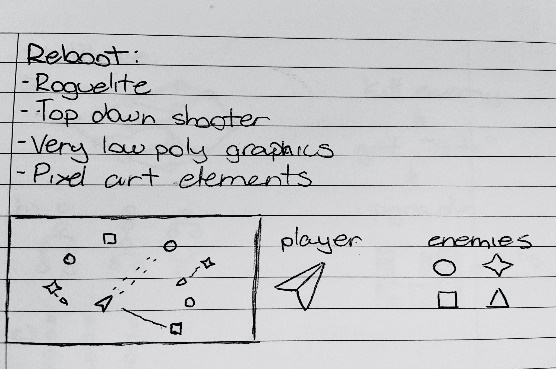 Reboot:
- Roguelite
- Top down shooter
- Very low poly graphics
- Pixel art elements
player
enemies